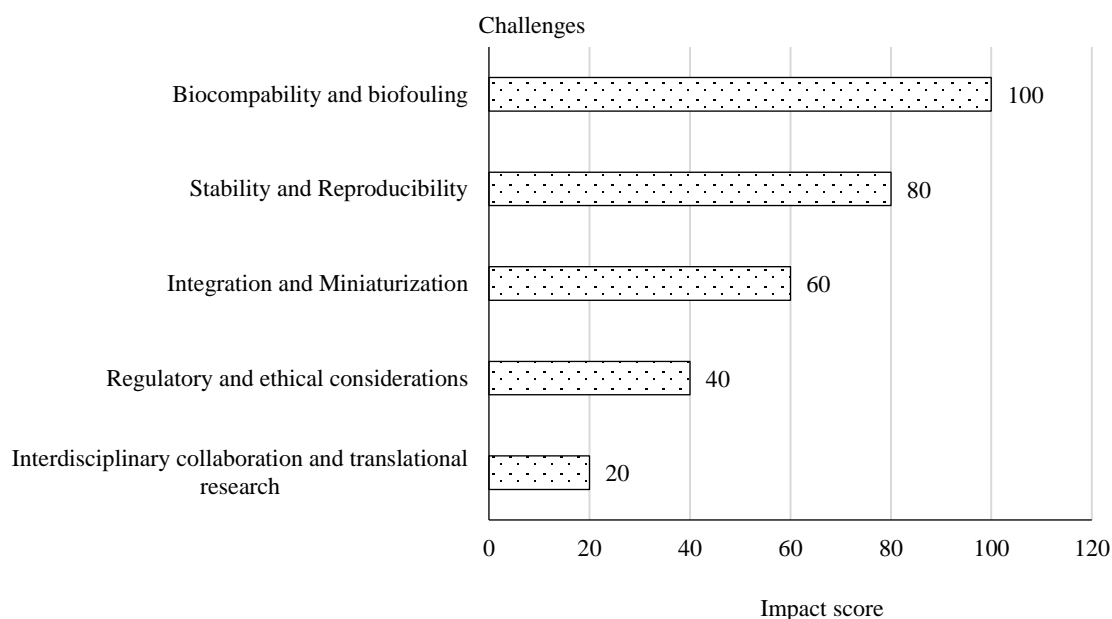 Challenges
Biocompability and biofouling
100
Stability and Reproducibility
80
Integration and Miniaturization
60
Regulatory and ethical considerations
40
Interdisciplinary collaboration and translational
research
20
0 20 40 60 80 100 120
Impact score